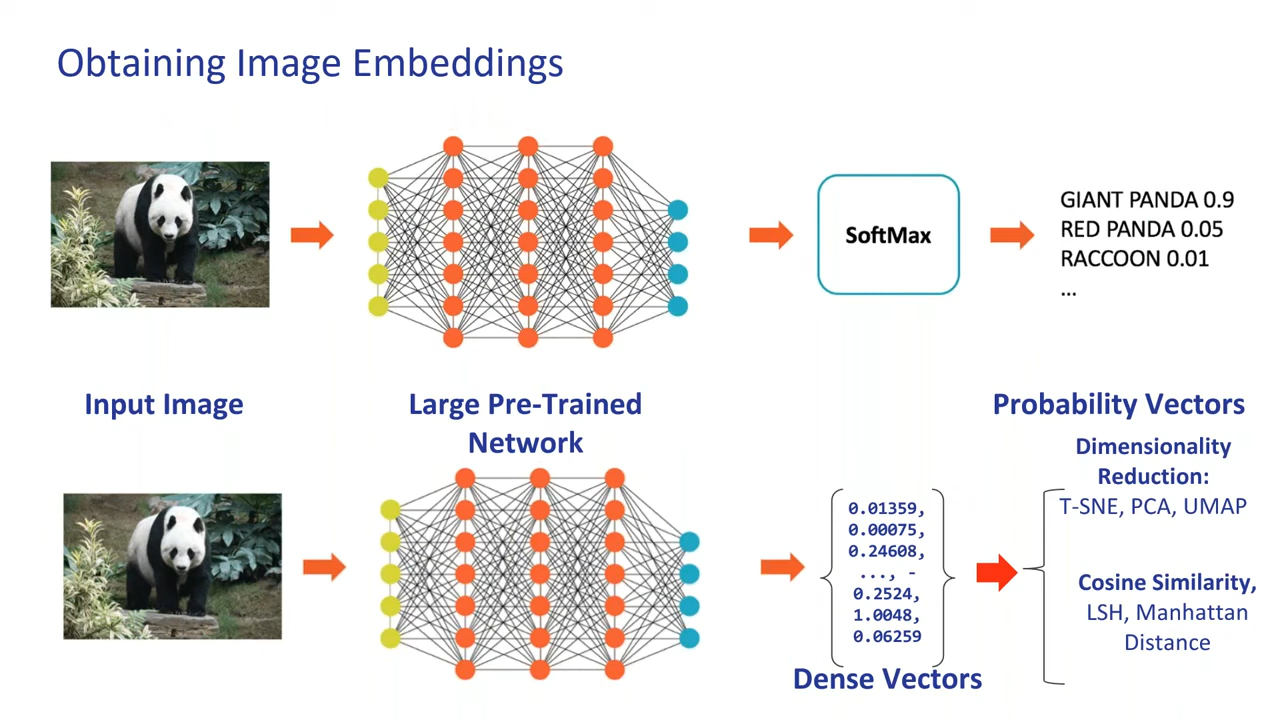 Obtaining Image Embeddings
SoftMax
GIANT PANDA 0.9
RED PANDA 0.05
RACCOON 0.01
...
Input Image
Large Pre-Trained
Network
Probability Vectors
Dimensionality
Reduction:
T-SNE, PCA, UMAP
0.01359,
0.00075,
0.24608,
..., -
0.2524,
1.0048,
0.06259
Dense Vectors
Cosine Similarity,
LSH, Manhattan
Distance